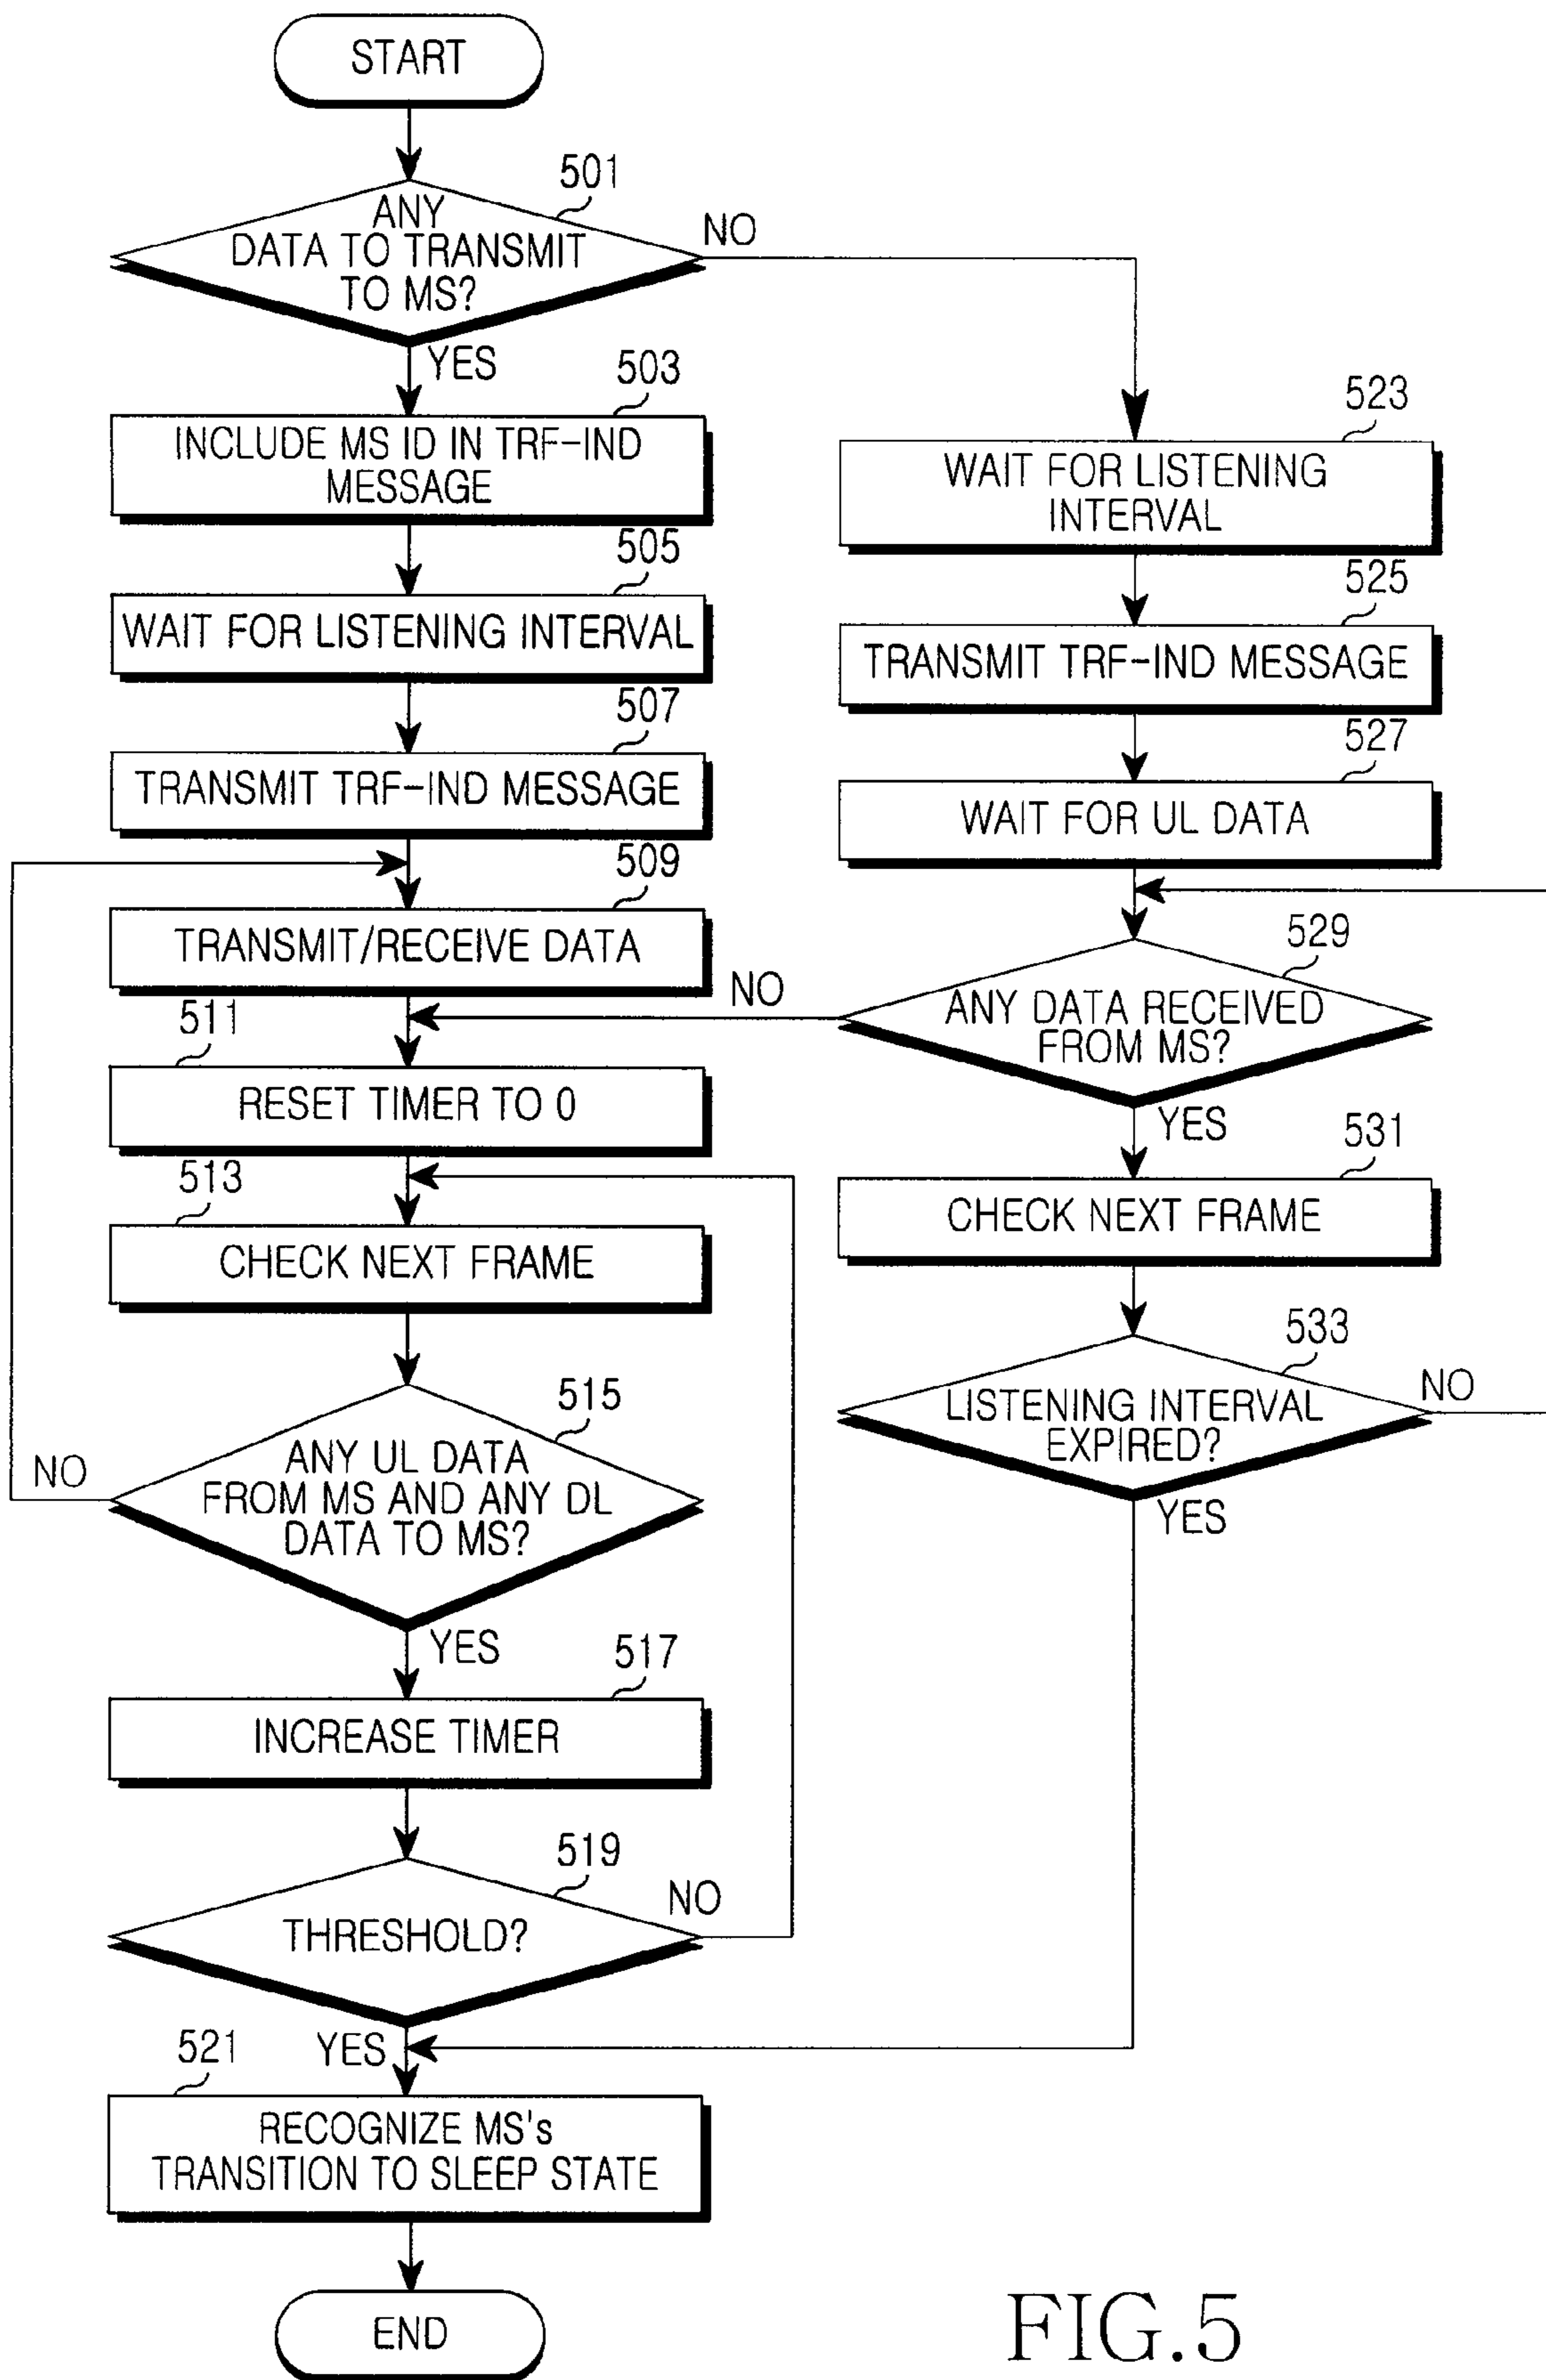 START
501
ANY
DATA TO TRANSMIT
TO MS?
NO
YES
503
INCLUDE MS ID IN TRF-IND
MESSAGE
505
WAIT FOR LISTENING INTERVAL
507
TRANSMIT TRF-IND MESSAGE
509
TRANSMIT/RECEIVE DATA
511
RESET TIMER TO 0
513
CHECK NEXT FRAME
515
ANY UL DATA
FROM MS AND ANY DL
DATA TO MS?
NO
YES
517
INCREASE TIMER
519
THRESHOLD?
NO
YES
521
RECOGNIZE MS's
TRANSITION TO SLEEP STATE
END
523
WAIT FOR LISTENING
INTERVAL
525
TRANSMIT TRF-IND MESSAGE
527
WAIT FOR UL DATA
529
ANY DATA RECEIVED
FROM MS?
NO
YES
531
CHECK NEXT FRAME
533
LISTENING INTERVAL
EXPIRED?
NO
YES
FIG.5